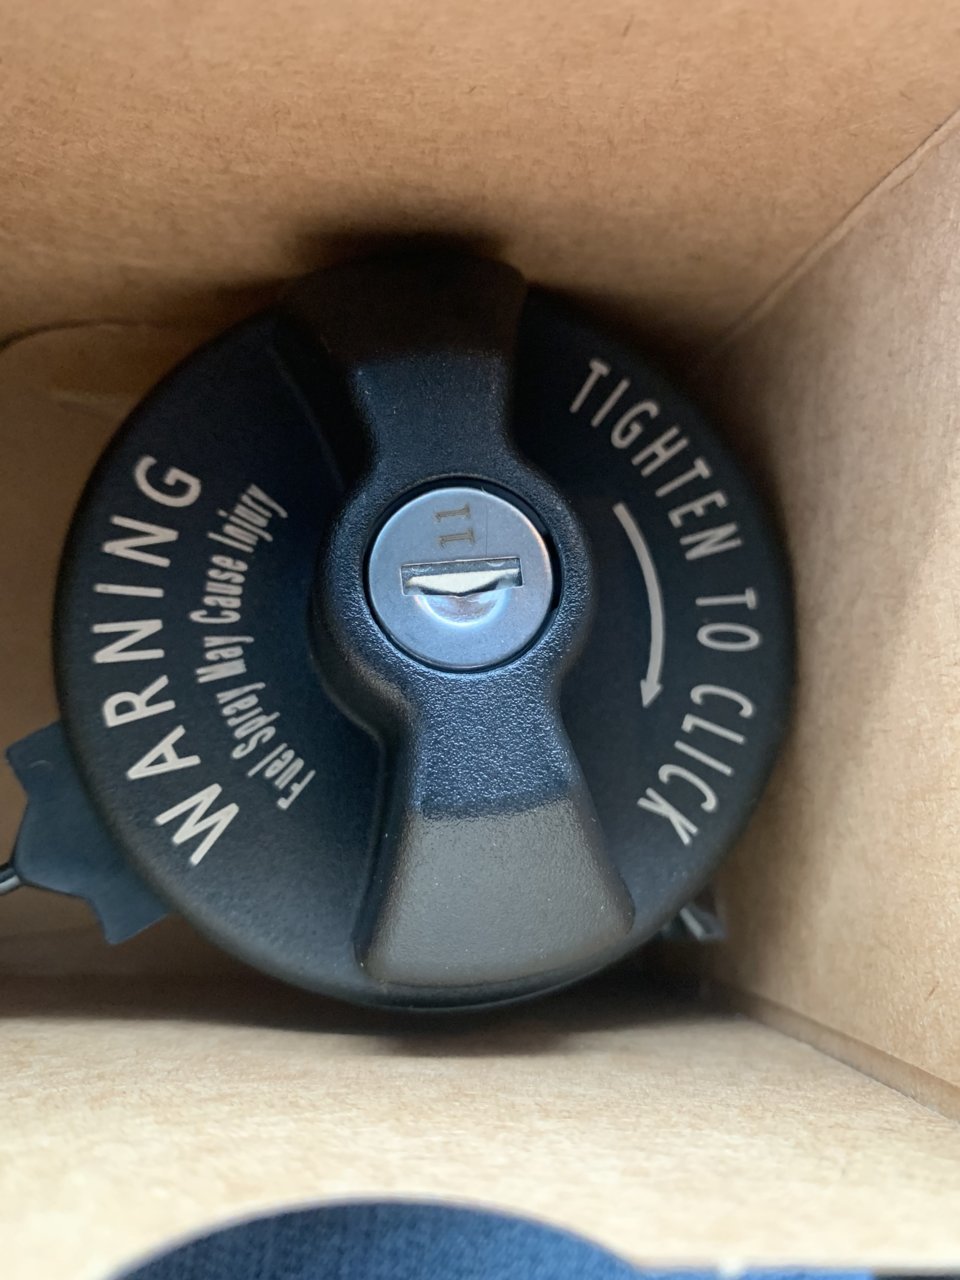 WARNING
Fuel Spray May Cause Injury
11
TIGHTEN TO CLICK